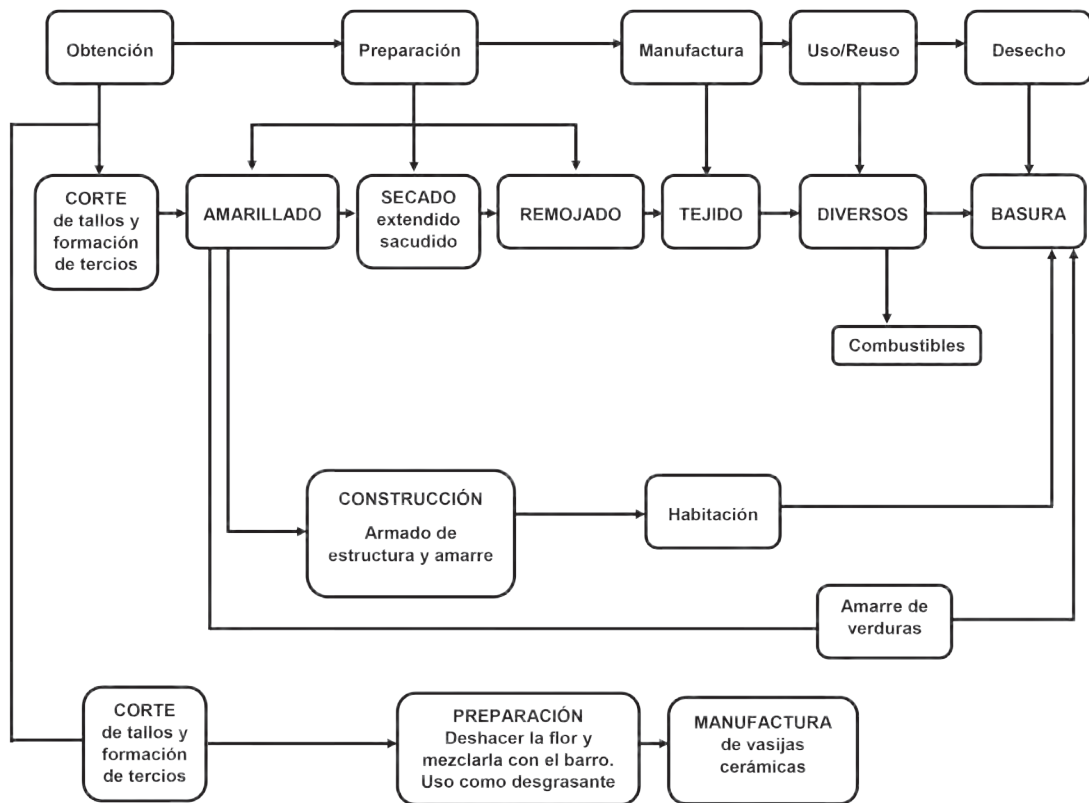 Obtención
Preparación
Manufactura
Uso/Reuso
Desecho
CORTE
de tallos y
formación
de tercios
AMARILLADO
SECADO
extendido
sacudido
REMOJADO
TEJIDO
DIVERSOS
BASURA
Combustibles
CONSTRUCCIÓN
Armado de
estructura y amarre
Habitación
Amarre de
verduras
CORTE
de tallos y
formación
de tercios
PREPARACIÓN
Deshacer la flor y
mezclarla con el barro.
Uso como desgrasante
MANUFACTURA
de vasijas
cerámicas